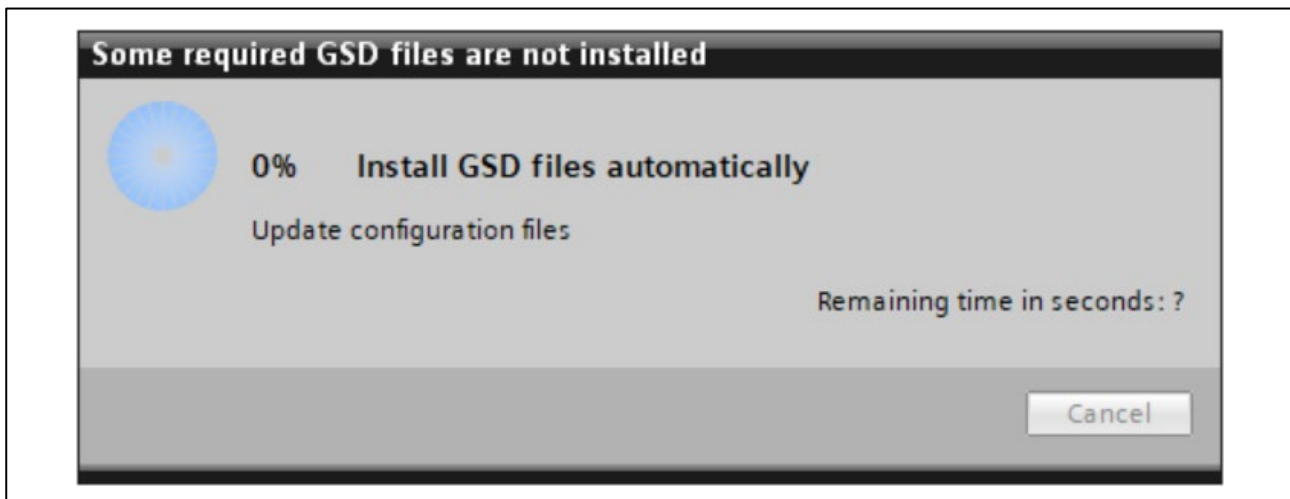 Some required GSD files are not installed
0% Install GSD files automatically
Update configuration files
Remaining time in seconds: ?
Cancel